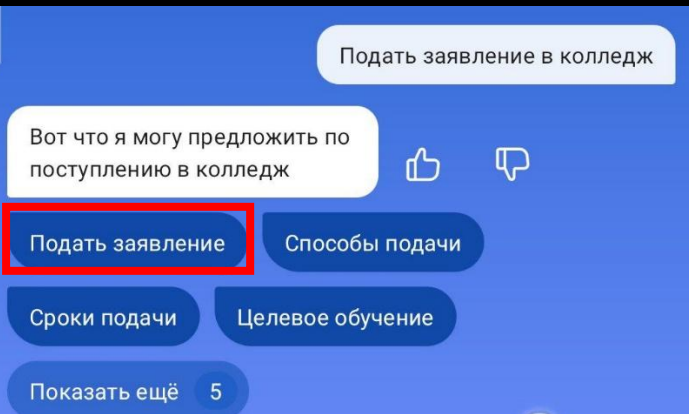 Подать заявление в колледж
Вот что я могу предложить по
поступлению в колледж
Подать заявление
Способы подачи
Сроки подачи
Целевое обучение
Показать ещё 5